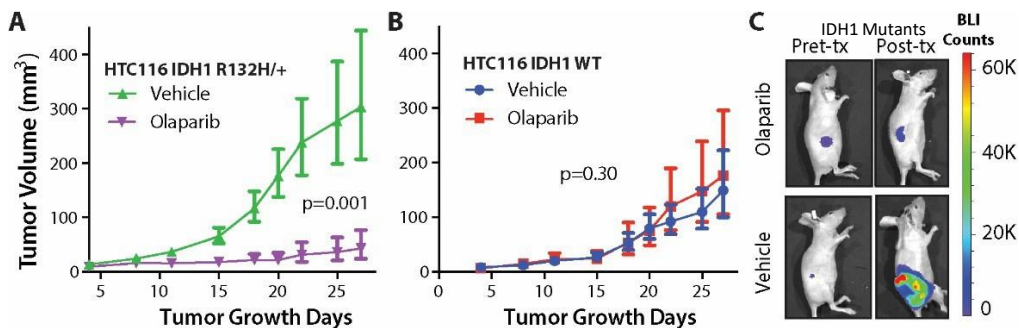 A
Tumor Volume (mm³)
400
300
200
100
0
HTC116 IDH1 R132H/+
Vehicle
Olaparib
p=0.001
5 10 15 20 25
Tumor Growth Days
B
400
300
200
100
0
HTC116 IDH1 WT
Vehicle
Olaparib
p=0.30
0 5 10 15 20 25
Tumor Growth Days
C
IDH1 Mutants
Pret-tx Post-tx
Olaparib
Vehicle
BLI
Counts
60K
40K
20K
0